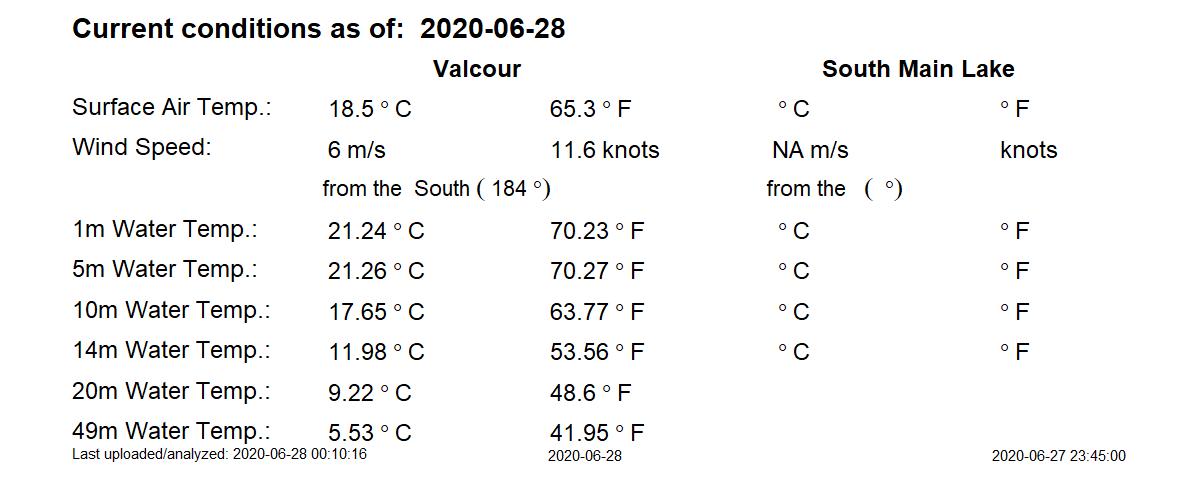 Current conditions as of: 2020-06-28
Valcour South Main Lake
Surface Air Temp.: 18.5 ° C 65.3 ° F ° C ° F
Wind Speed: 6 m/s 11.6 knots NA m/s knots
from the South ( 184 °) from the ( °)
1m Water Temp.: 21.24 ° C 70.23 ° F ° C ° F
5m Water Temp.: 21.26 ° C 70.27 ° F ° C ° F
10m Water Temp.: 17.65 ° C 63.77 ° F ° C ° F
14m Water Temp.: 11.98 ° C 53.56 ° F ° C ° F
20m Water Temp.: 9.22 ° C 48.6 ° F
49m Water Temp.: 5.53 ° C 41.95 ° F
Last uploaded/analyzed: 2020-06-28 00:10:16 2020-06-28 2020-06-27 23:45:00